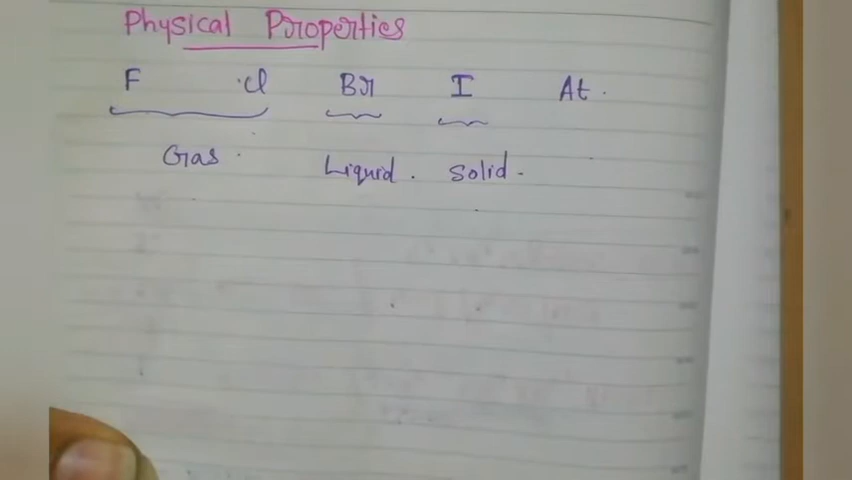 Physical Properties
F Cl Br I At.
Gas. Liquid. Solid.